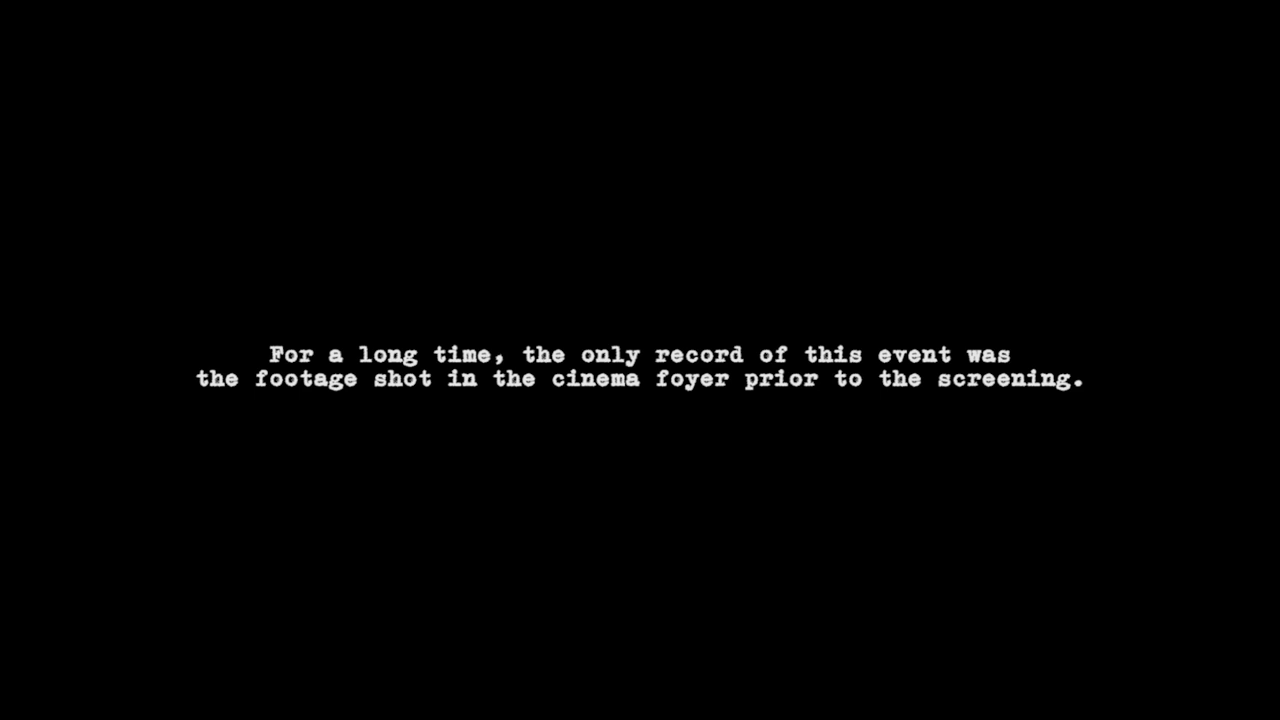 For a long time, the only record of this event was
the footage shot in the cinema foyer prior to the screening.